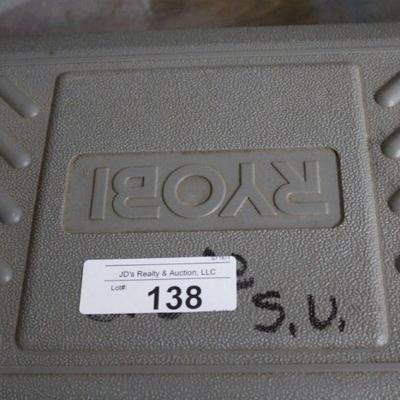 RYOBI
JD's Realty & Auction, LLC
Lot#:
138
S.U.